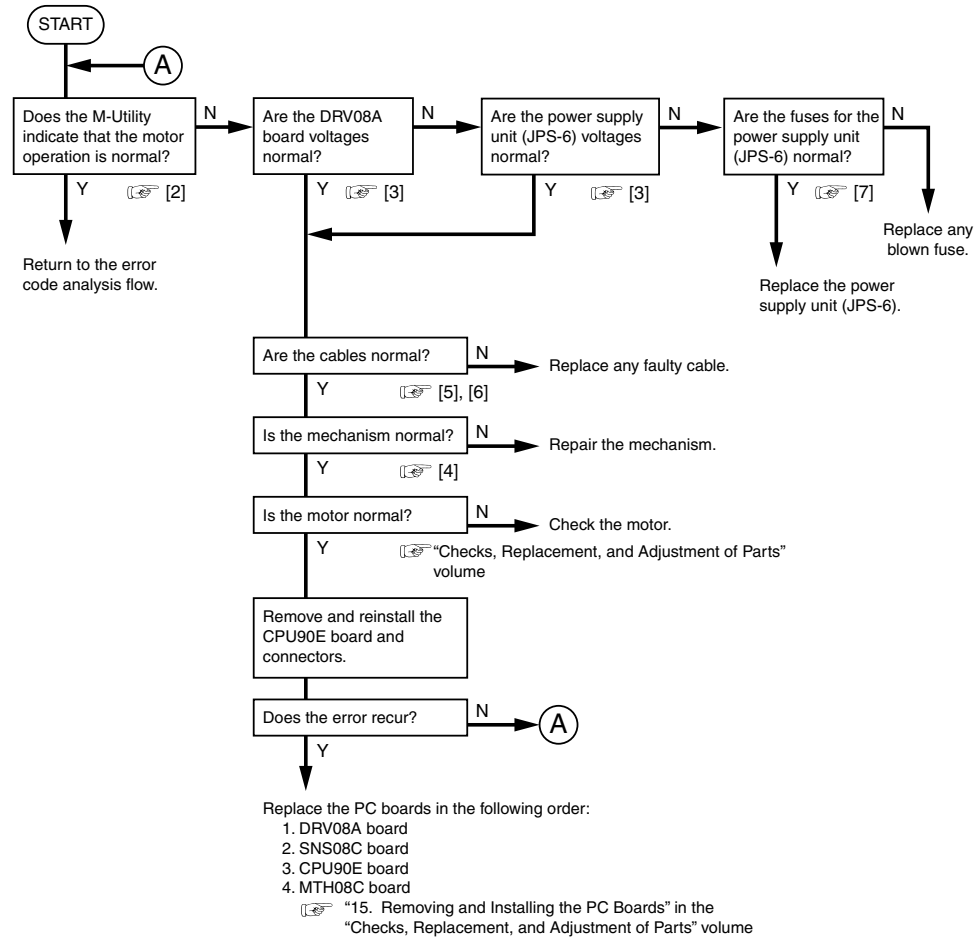 START
A
Does the M-Utility
indicate that the motor
operation is normal?
N
Y
[2]
Return to the error
code analysis flow.
Are the DRV08A
board voltages
normal?
N
Y
[3]
Are the power supply
unit (JPS-6) voltages
normal?
N
Y
[3]
Are the fuses for the
power supply unit
(JPS-6) normal?
N
Y
[7]
Replace any
blown fuse.
Replace the power
supply unit (JPS-6).
Are the cables normal?
N
Replace any faulty cable.
Y
[5], [6]
Is the mechanism normal?
N
Repair the mechanism.
Y
[4]
Is the motor normal?
N
Check the motor.
Y
“Checks, Replacement, and Adjustment of Parts”
volume
Remove and reinstall the
CPU90E board and
connectors.
Does the error recur?
N
A
Y
Replace the PC boards in the following order:
1. DRV08A board
2. SNS08C board
3. CPU90E board
4. MTH08C board
“15. Removing and Installing the PC Boards” in the
“Checks, Replacement, and Adjustment of Parts” volume